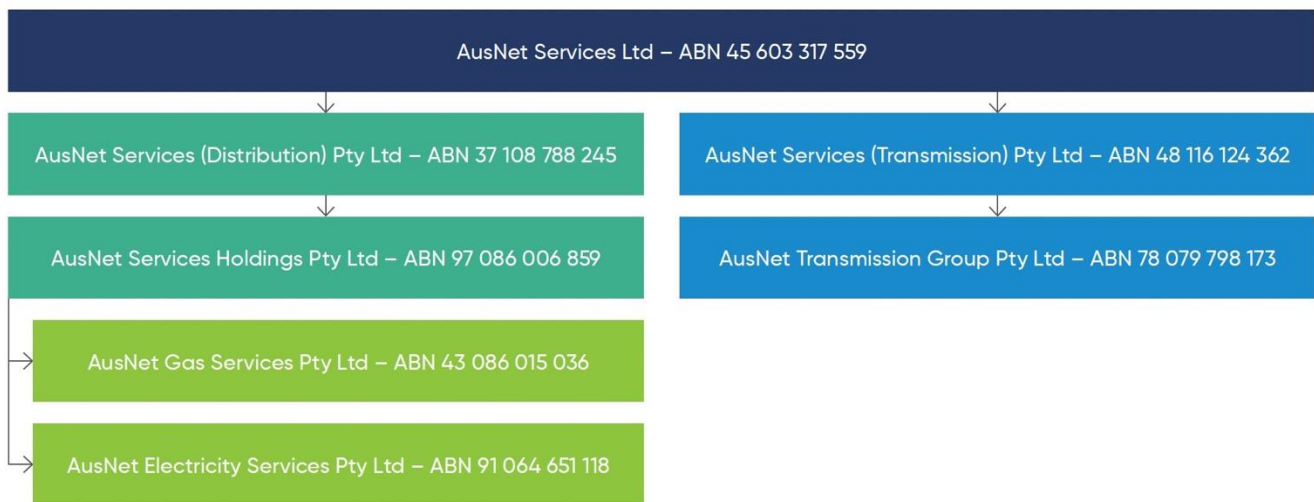 AusNet Services Ltd – ABN 45 603 317 559
AusNet Services (Distribution) Pty Ltd – ABN 37 108 788 245
AusNet Services (Transmission) Pty Ltd – ABN 48 116 124 362
AusNet Services Holdings Pty Ltd – ABN 97 086 006 859
AusNet Transmission Group Pty Ltd – ABN 78 079 798 173
AusNet Gas Services Pty Ltd – ABN 43 086 015 036
AusNet Electricity Services Pty Ltd – ABN 91 064 651 118